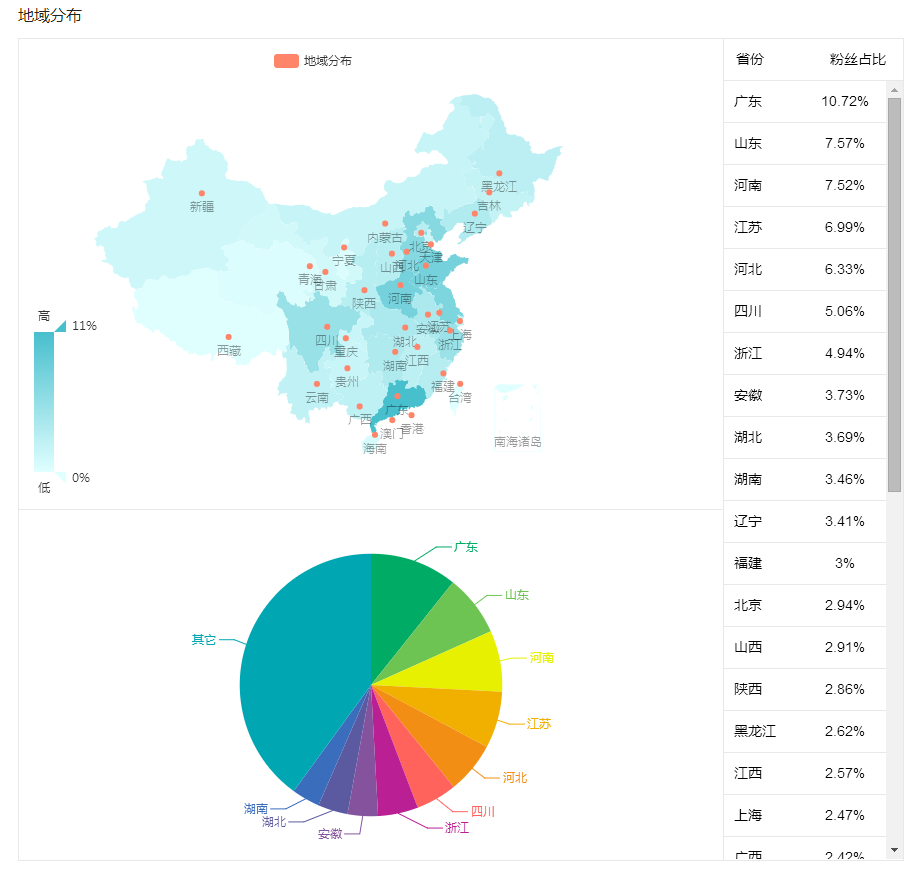 地域分布
地域分布
黑龙江
吉林
新疆
辽宁
内蒙古
北京
天津
宁夏
山西
河北
青海
甘肃
山东
陕西
河南
安徽
江苏
上海
四川
重庆
湖北
浙江
西藏
湖南
江西
贵州
福建
云南
台湾
广东
广西
澳门
香港
海南
南海诸岛
高
11%
0%
低
广东
山东
河南
江苏
河北
四川
浙江
安徽
湖北
湖南
其它
省份 粉丝占比
广东 10.72%
山东 7.57%
河南 7.52%
江苏 6.99%
河北 6.33%
四川 5.06%
浙江 4.94%
安徽 3.73%
湖北 3.69%
湖南 3.46%
辽宁 3.41%
福建 3%
北京 2.94%
山西 2.91%
陕西 2.86%
黑龙江 2.62%
江西 2.57%
上海 2.47%
广西 2.42%